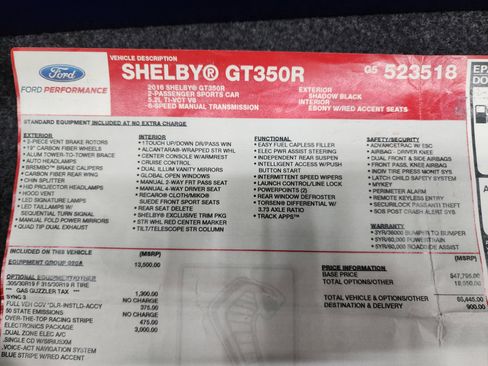 Ford
FORD PERFORMANCE
VEHICLE DESCRIPTION
SHELBY® GT350R
G5 523518
2016 SHELBY® GT350R
2-PASSENGER SPORTS CAR
5.2L TI-VCT V8
6-SPEED MANUAL TRANSMISSION
EXTERIOR
SHADOW BLACK
INTERIOR
EBONY W/RED ACCENT SEATS
EPA
DO
STANDARD EQUIPMENT INCLUDED AT NO EXTRA CHARGE
EXTERIOR
• 2-PIECE VENT BRAKE ROTORS
• 19" CARBON FIBER WHEELS
• ALUM TOWER-TO-TOWER BRACE
• AUTO HEADLAMPS
• BREMBO™ BRAKE CALIPERS
• CARBON FIBER REAR WING
• CHIN SPLITTER
• HID PROJECTOR HEADLAMPS
• HOOD VENT
• LED SIGNATURE LAMPS
• LED TAILLAMPS W/
SEQUENTIAL TURN SIGNAL
• MANUAL FOLD POWER MIRRORS
• QUAD TIP DUAL EXHAUST
INTERIOR
• 1 TOUCH UP/DOWN DR/PASS WIN
• ALCANTARA®-WRAPPED STR WHL
• CENTER CONSOLE W/ARMREST
• CRUISE CONTROL
• DUAL ILLUM VANITY MIRRORS
• GLOVE BOX
• ILLUMINATED ENTRY
• MANUAL 2-WAY FRT PASS SEAT
• MANUAL 4-WAY DRIVER SEAT
• RECARO® W/CLOTH/MIKO®
SUEDE FRONT SPORT SEATS
• REAR SEAT DELETE
• SHELBY® EXCLUSIVE TRIM PKG
• STR WHL RED CENTER MARKER
• TILT/TELESCOPE STR COLUMN
FUNCTIONAL
• EASY FUEL CAPLESS FILLER
• ELEC PWR ASSIST STEERING
• INDEPENDENT REAR SUSPEN
• INTELLIGENT ACCESS W/PUSH
BUTTON START
• INTERMITTENT SPEED WIPERS
• LAUNCH CONTROL/LINE LOCK
• POWERPOINTS (2)
• REAR WINDOW DEFROSTER
• TORSEN® DIFFERENTIAL W/
3.73 AXLE RATIO
• TRACK APPS™
SAFETY/SECURITY
• ADVANCETRAC W/ ESC
• AIRBAG - DRIVER KNEE
• DUAL FRONT & SIDE AIRBAGS
• FRONT PASS, KNEE AIRBAG
• INDIV TIRE PRESS MONIT SYS
• LATCH CHILD SAFETY SYSTEM
• MYKEY
• PERIMETER ALARM
• REMOTE KEYLESS ENTRY
• SECURILOCK PASS ANTI THEFT
• SOS POST CRASH ALERT SYS
WARRANTY
• 3YR/36000 BUMPER TO BUMPER
• 5YR/60,000 POWERTRAIN
• 5YR/60,000 ROADSIDE ASSIST
INCLUDED ON THIS VEHICLE
(MSRP)
EQUIPMENT GROUP 920A
13,500.00
OPTIONAL EQUIPMENT/OTHER
.305/30R19 F 315/30R19 R TIRE
*** GAS GUZZLER TAX ***
1,300.00
SYNC 3
NO CHARGE
375.00
50 STATE EMISSIONS
NO CHARGE
OVER-THE-TOP RACING STRIPE
475.00
ELECTRONICS PACKAGE
3,000.00
.DUAL ZONE E/A/C
.SINGLE CD W/SIRIUSXM
.VOICE-ACT NAVIGATION SYSTEM
BLUE STRIPE W/RED ACCENT
PRICE INFORMATION
(MSRP)
BASE PRICE
$47,795.00
TOTAL OPTIONS/OTHER
18,650.00
TOTAL VEHICLE & OPTIONS/OTHER
66,445.00
DESTINATION & DELIVERY
900.00